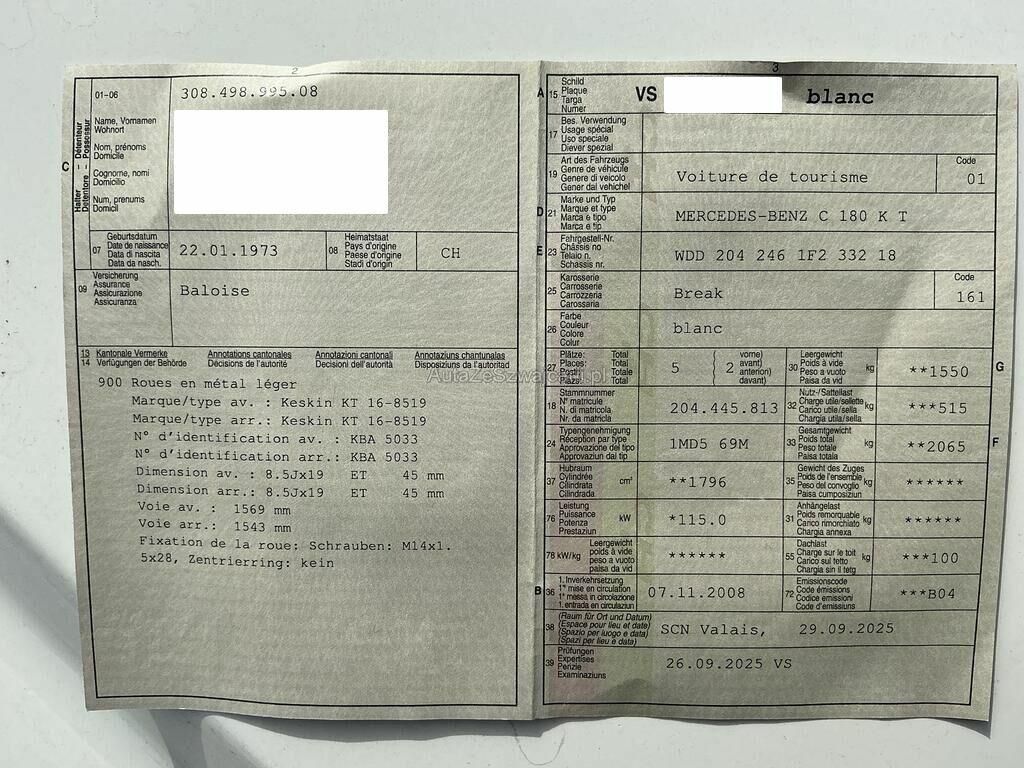 2
01-06
308.498.995.08
Name, Vornamen
Wohnort
Nom, prénoms
Domicile
Cognome, nomi
Domicilio
Num, prenums
Domicil
C
Halter – Détenteur
Detentore – Possessur
07
Geburtsdatum
Date de naissance
Data di nascita
Data da nasch.
22.01.1973
08
Heimatstaat
Pays d'origine
Paese d'origine
Stadi d'origin
CH
09
Versicherung
Assurance
Assicurazione
Assicuranza
Baloise
13 Kantonale Vermerke Annotations cantonales Annotazioni cantonali Annotaziuns chantunalas
14 Verfügungen der Behörde Décisions de l'autorité Decisioni dell'autorità Disposiziuns da l'autoritad
900 Roues en métal léger
Marque/type av. : Keskin KT 16-8519
Marque/type arr.: Keskin KT 16-8519
N° d'identification av. : KBA 5033
N° d'identification arr.: KBA 5033
Dimension av. : 8.5Jx19 ET 45 mm
Dimension arr.: 8.5Jx19 ET 45 mm
Voie av. : 1569 mm
Voie arr.: 1543 mm
Fixation de la roue: Schrauben: M14x1.
5x28, Zentrierring: kein
3
A 15
Schild
Plaque
Targa
Numer
VS blanc
17
Bes. Verwendung
Usage spécial
Uso speciale
Diever spezial
19
Art des Fahrzeugs
Genre de véhicule
Genere di veicolo
Gener dal vehichel
Voiture de tourisme
Code
01
D 21
Marke und Typ
Marque et type
Marca e tipo
Marca e tip
MERCEDES-BENZ C 180 K T
E 23
Fahrgestell-Nr.
Châssis no
Telaio n.
Schassis nr.
WDD 204 246 1F2 332 18
25
Karosserie
Carrosserie
Carrozzeria
Carossaria
Break
Code
161
26
Farbe
Couleur
Colore
Colur
blanc
27
Plätze: Total
Places: Total
Posti: Totale
Plazs: Total
5 { 2
vorne)
avant)
anteriori)
davant)
30
Leergewicht
Poids à vide
Peso a vuoto
Paisa da vid
kg
**1550
G
18
Stammnummer
N° matricule
N. di matricola
Nr. da matricla
204.445.813
32
Nutz-/Sattellast
Charge utile/sellette
Carico utile/sella
Chargia utila/sella
kg
***515
24
Typengenehmigung
Réception par type
Approvazione del tipo
Approvaziun dal tip
1MD5 69M
33
Gesamtgewicht
Poids total
Peso totale
Paisa totala
kg
**2065
F
37
Hubraum
Cylindrée
Cilindrata
Cilindrada
cm³
**1796
35
Gewicht des Zuges
Poids de l'ensemble
Peso del convoglio
Paisa cumposiziun
kg
******
76
Leistung
Puissance
Potenza
Prestaziun
kW
*115.0
31
Anhängelast
Poids remorquable
Carico rimorchiato
Chargia annexa
kg
******
78 kW/kg
Leergewicht
poids à vide
peso a vuoto
paisa da vid
******
55
Dachlast
Charge sur le toit
Carico sul tetto
Chargia sin il tetg
kg
***100
B 36
1. Inverkehrsetzung
1re mise en circulation
1a messa in circolazione
1. entrada en circulaziun
07.11.2008
72
Emissionscode
Code émissions
Codice emissioni
Code d'emissiuns
***B04
38
(Raum für Ort und Datum)
(Espace pour lieu et date)
(Spazio per luogo e data)
(Spazi per lieu e data)
SCN Valais, 29.09.2025
39
Prüfungen
Expertises
Perizie
Examinaziuns
26.09.2025 VS
AutaZeSzwajcarii.pl